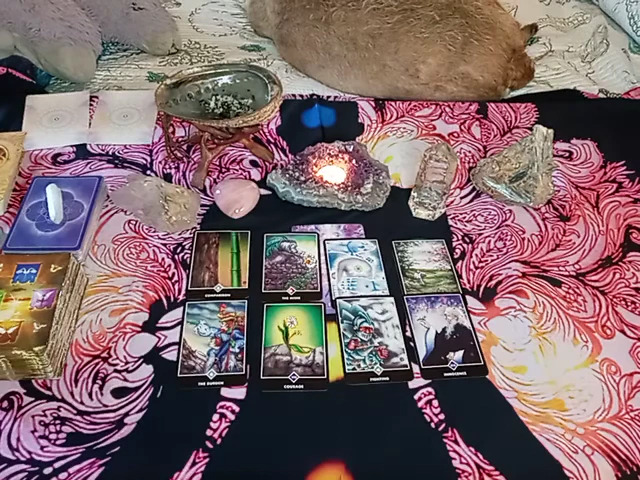 COMPARISON
THE MISER
THE BURDEN
COURAGE
FIGHTING
INNOCENCE